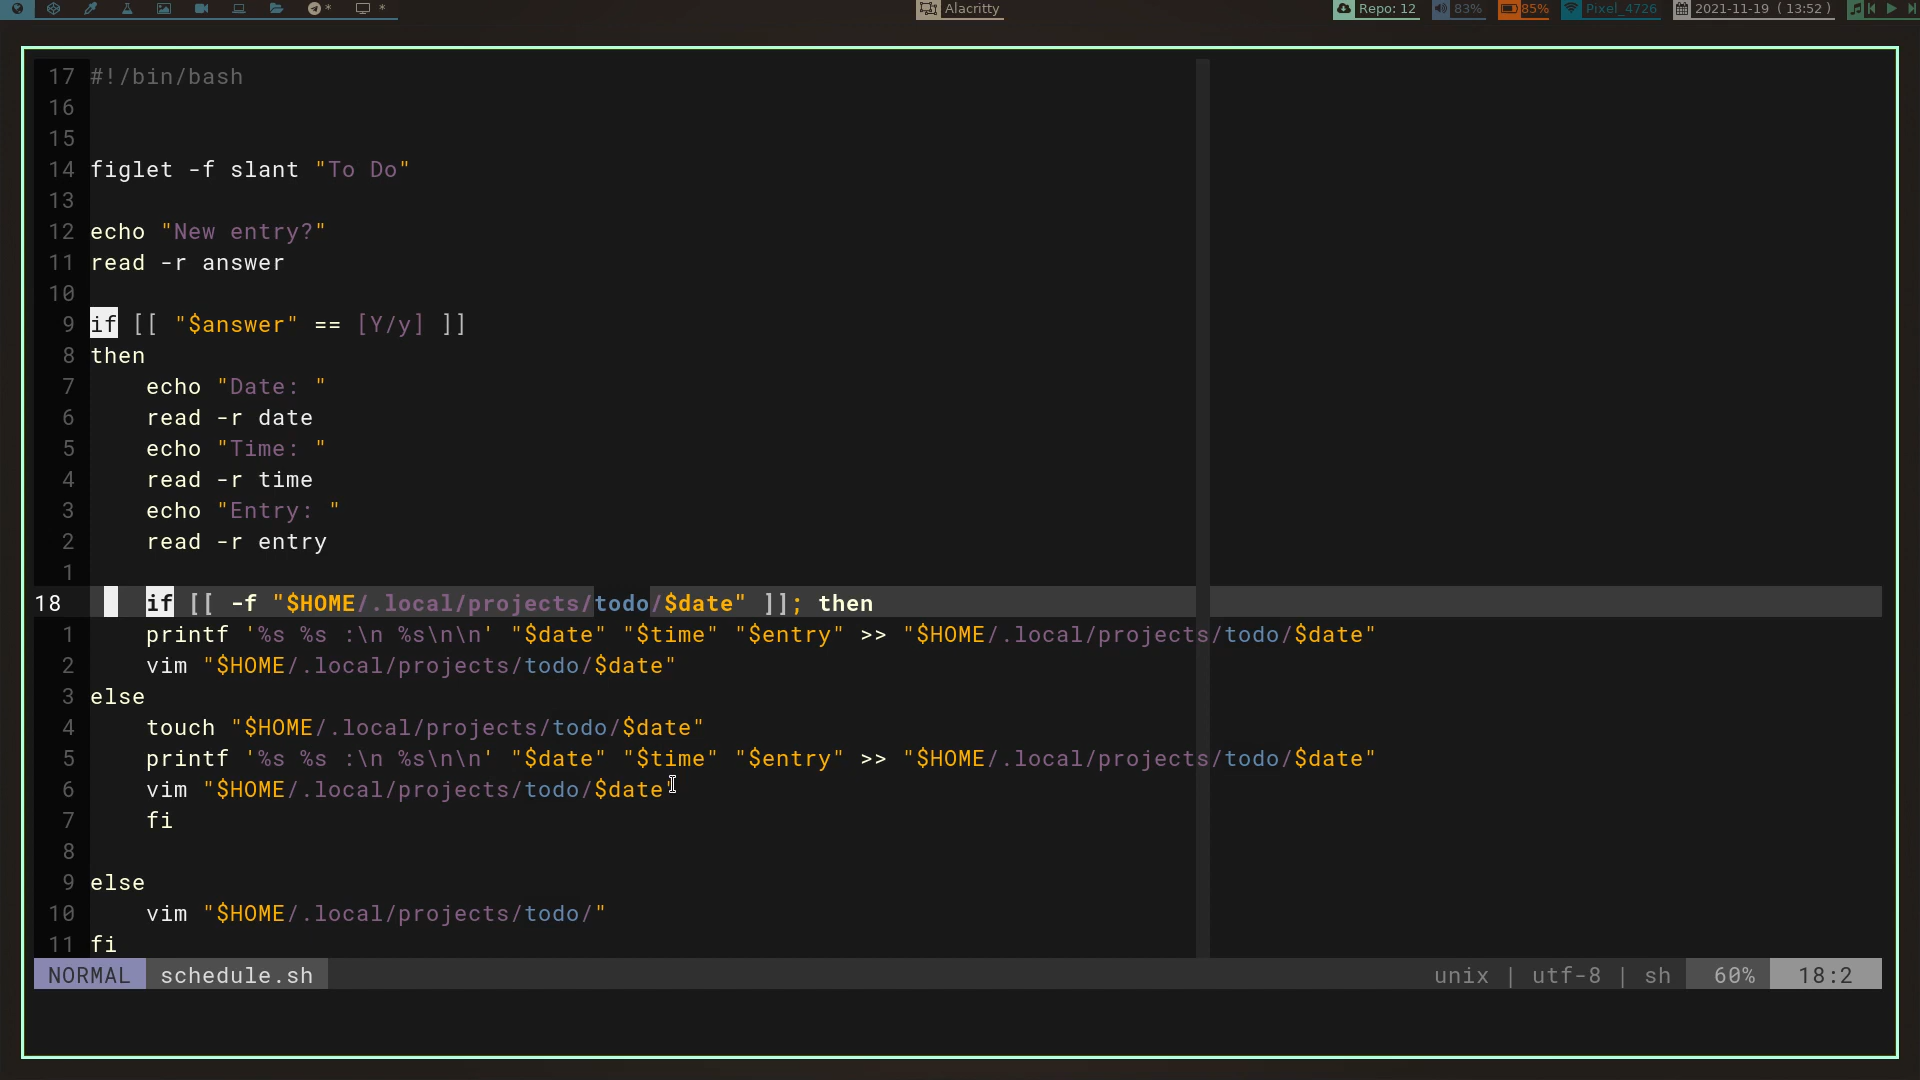 Alacritty
Repo: 12
83%
85%
Pixel_4726
2021-11-19 ( 13:52 )
17 #!/bin/bash
16
15
14 figlet -f slant "To Do"
13
12 echo "New entry?"
11 read -r answer
10
9 if [[ "$answer" == [Y/y] ]]
8 then
7     echo "Date: "
6     read -r date
5     echo "Time: "
4     read -r time
3     echo "Entry: "
2     read -r entry
1
18     if [[ -f "$HOME/.local/projects/todo/$date" ]]; then
1     printf '%s %s :\n %s\n\n' "$date" "$time" "$entry" >> "$HOME/.local/projects/todo/$date"
2     vim "$HOME/.local/projects/todo/$date"
3 else
4     touch "$HOME/.local/projects/todo/$date"
5     printf '%s %s :\n %s\n\n' "$date" "$time" "$entry" >> "$HOME/.local/projects/todo/$date"
6     vim "$HOME/.local/projects/todo/$date"
7     fi
8
9 else
10     vim "$HOME/.local/projects/todo/"
11 fi
NORMAL schedule.sh unix | utf-8 | sh 60% 18:2